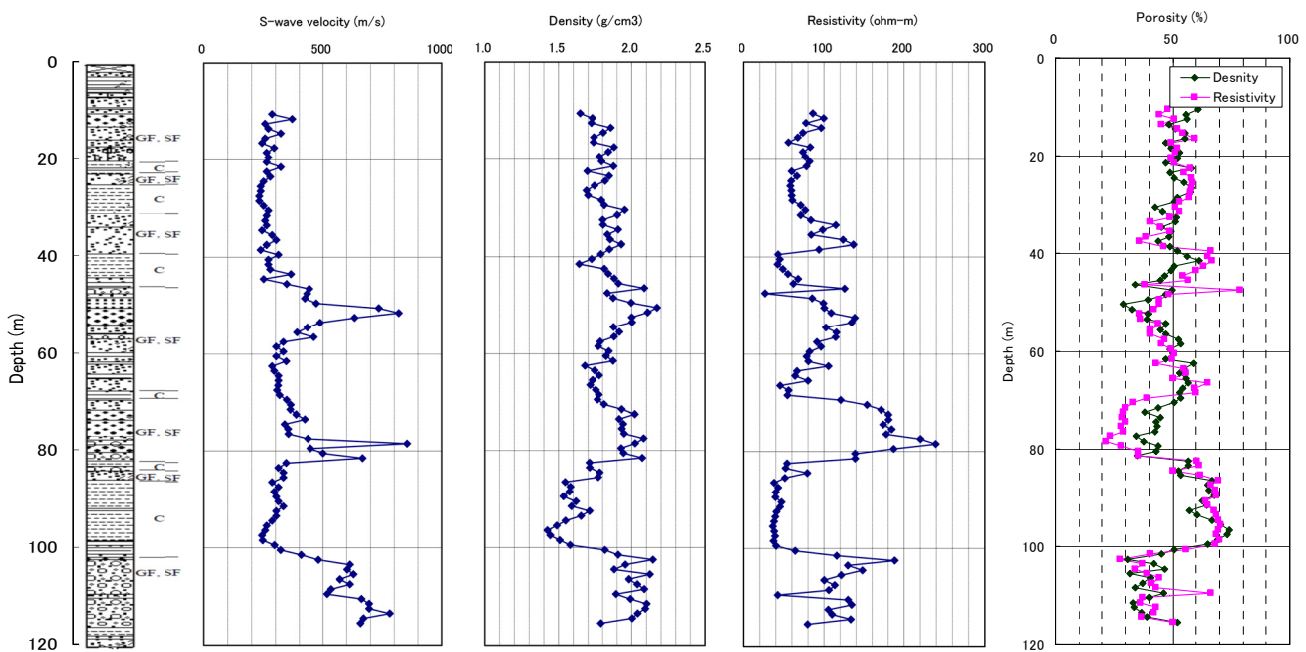 S-wave velocity (m/s)
Density (g/cm3)
Resistivity (ohm-m)
Porosity (%)
0 500 1000
1.0 1.5 2.0 2.5
0 100 200 300
0 50 100
0
20
40
60
80
100
120
Depth (m)
GF, SF
C
GF, SF
C
GF, SF
C
GF, SF
C
GF, SF
C
GF, SF
C
GF, SF
Desnity
Resistivity
0
20
40
60
80
100
120
Depth (m)